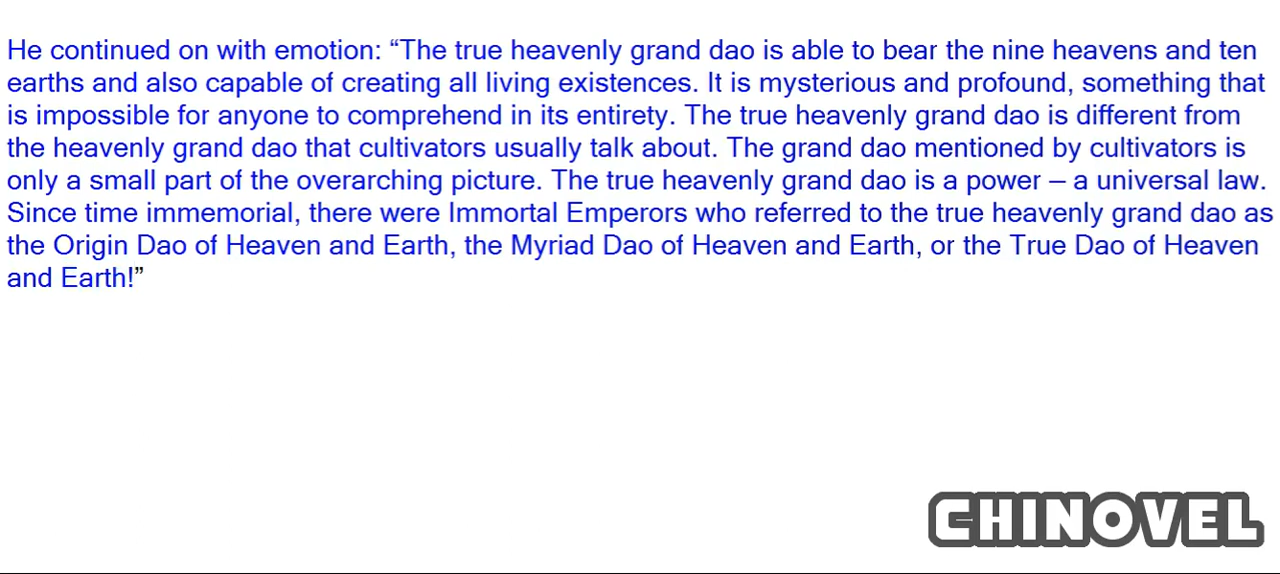 He continued on with emotion: “The true heavenly grand dao is able to bear the nine heavens and ten
earths and also capable of creating all living existences. It is mysterious and profound, something that
is impossible for anyone to comprehend in its entirety. The true heavenly grand dao is different from
the heavenly grand dao that cultivators usually talk about. The grand dao mentioned by cultivators is
only a small part of the overarching picture. The true heavenly grand dao is a power – a universal law.
Since time immemorial, there were Immortal Emperors who referred to the true heavenly grand dao as
the Origin Dao of Heaven and Earth, the Myriad Dao of Heaven and Earth, or the True Dao of Heaven
and Earth!”
CHINOVEL